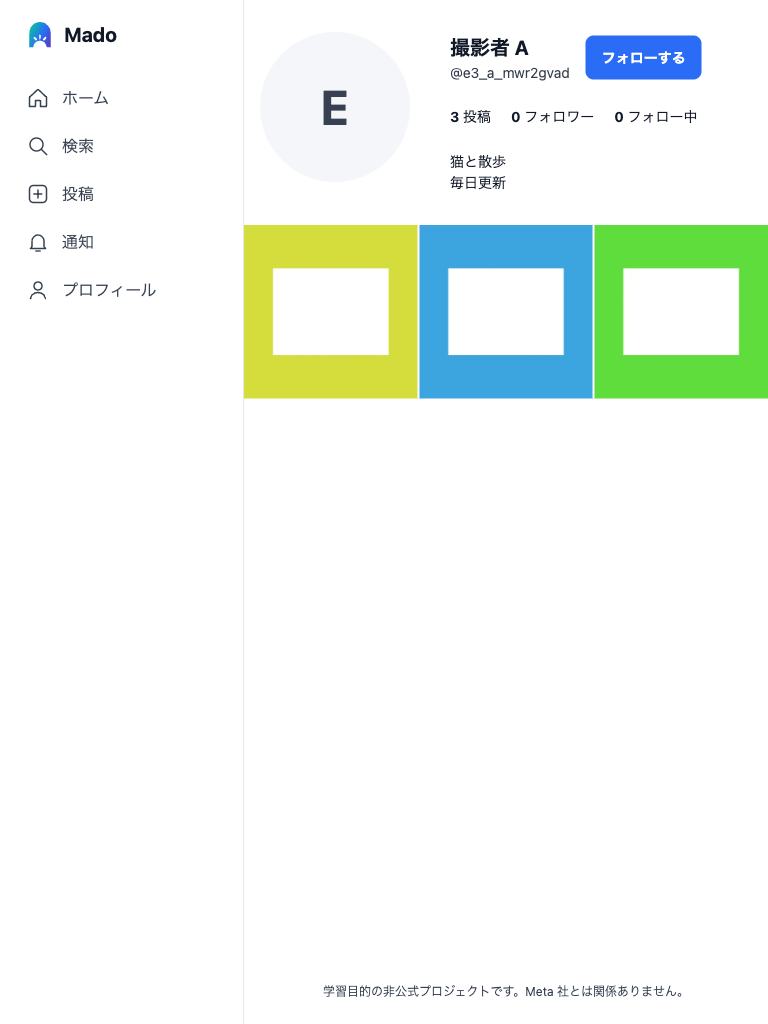 Mado
ホーム
検索
投稿
通知
プロフィール
E
撮影者 A
@e3_a_mwr2gvad
フォローする
3 投稿 0 フォロワー 0 フォロー中
猫と散歩
毎日更新
学習目的の非公式プロジェクトです。Meta 社とは関係ありません。